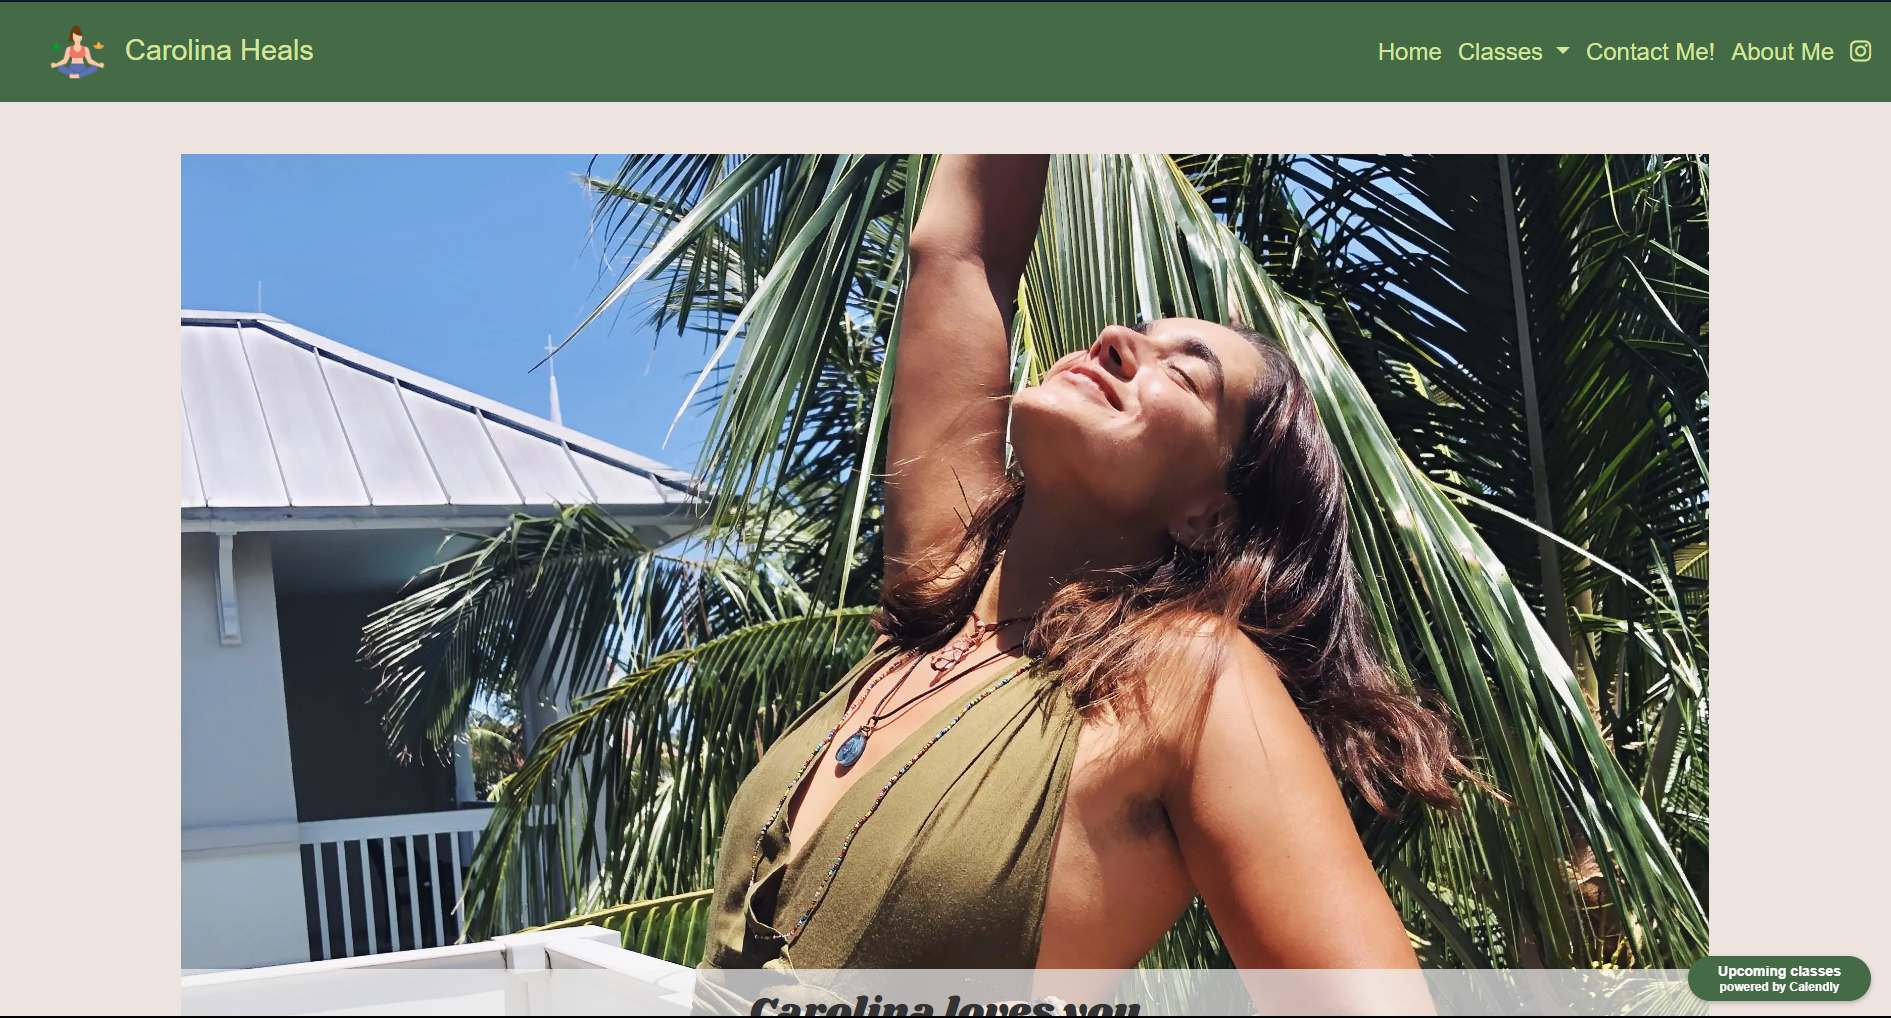 Carolina Heals
Home Classes Contact Me! About Me
Carolina loves you
Upcoming classes
powered by Calendly